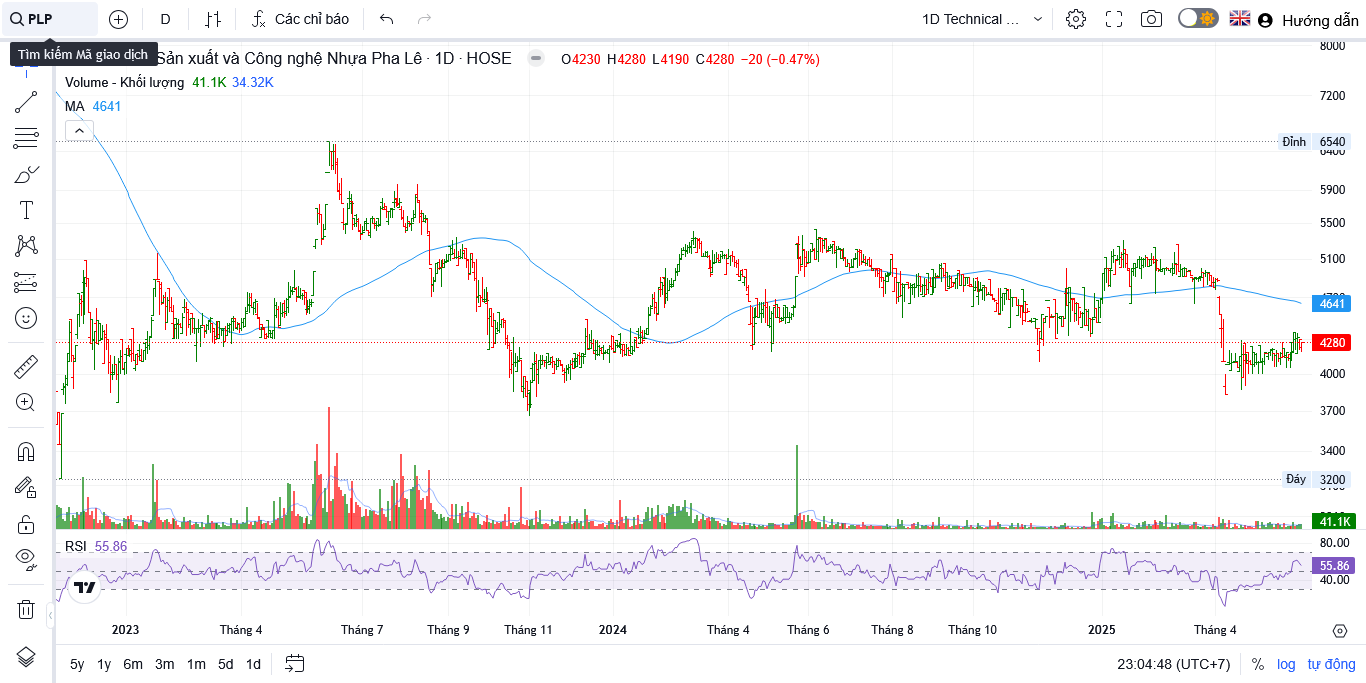 PLP
D
Các chỉ báo
1D Technical ...
Hướng dẫn
Tìm kiếm Mã giao dịch
Sản xuất và Công nghệ Nhựa Pha Lê · 1D · HOSE
O4230 H4280 L4190 C4280 −20 (−0.47%)
Volume - Khối lượng 41.1K 34.32K
MA 4641
8000
7200
Đỉnh 6540
6400
5900
5500
5100
4641
4280
4000
3700
3400
Đáy 3200
41.1K
RSI 55.86
80.00
55.86
40.00
2023 Tháng 4 Tháng 7 Tháng 9 Tháng 11 2024 Tháng 4 Tháng 6 Tháng 8 Tháng 10 2025 Tháng 4
5y 1y 6m 3m 1m 5d 1d
23:04:48 (UTC+7) % log tự động